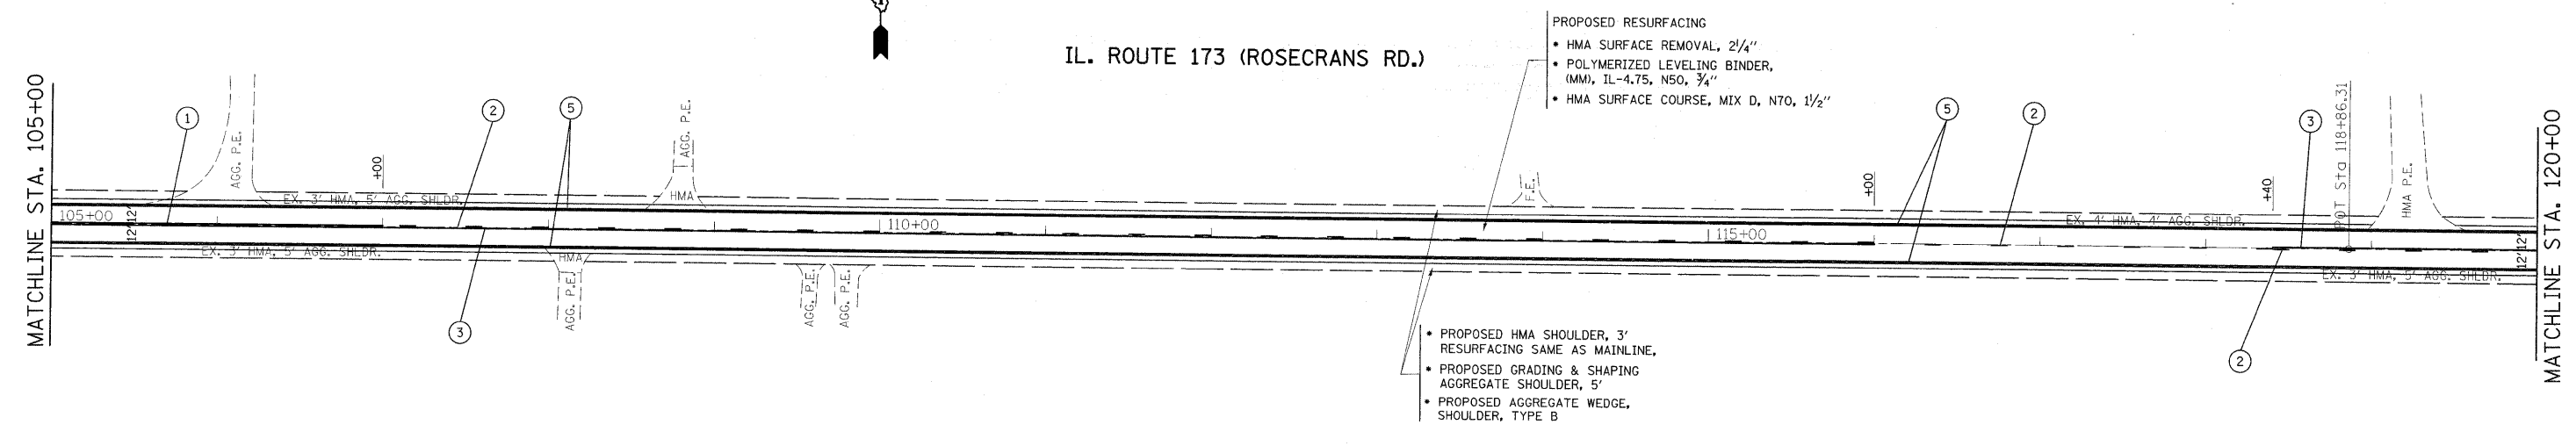 PROPOSED RESURFACING
* HMA SURFACE REMOVAL, 2 1/4"
* POLYMERIZED LEVELING BINDER,
(MM), IL-4.75, N50, 3/4"
* HMA SURFACE COURSE, MIX D, N70, 1 1/2"
IL. ROUTE 173 (ROSECRANS RD.)
MATCHLINE STA. 105+00
1
2
5
5
2
3
AGG. P.E.
+00
AGG. P.E.
HMA
F.E.
+00
+40
POT Sta 118+86.31
HMA P.E.
MATCHLINE STA. 120+00
EX. 3' HMA, 5' AGG. SHLDR.
EX. 4' HMA, 4' AGG. SHLDR.
105+00
12'
12'
110+00
115+00
12'
12'
EX. 3' HMA, 5' AGG. SHLDR.
HMA
AGG. P.E.
AGG. P.E.
AGG. P.E.
EX. 3' HMA, 5' AGG. SHLDR.
3
2
* PROPOSED HMA SHOULDER, 3'
RESURFACING SAME AS MAINLINE,
* PROPOSED GRADING & SHAPING
AGGREGATE SHOULDER, 5'
* PROPOSED AGGREGATE WEDGE,
SHOULDER, TYPE B